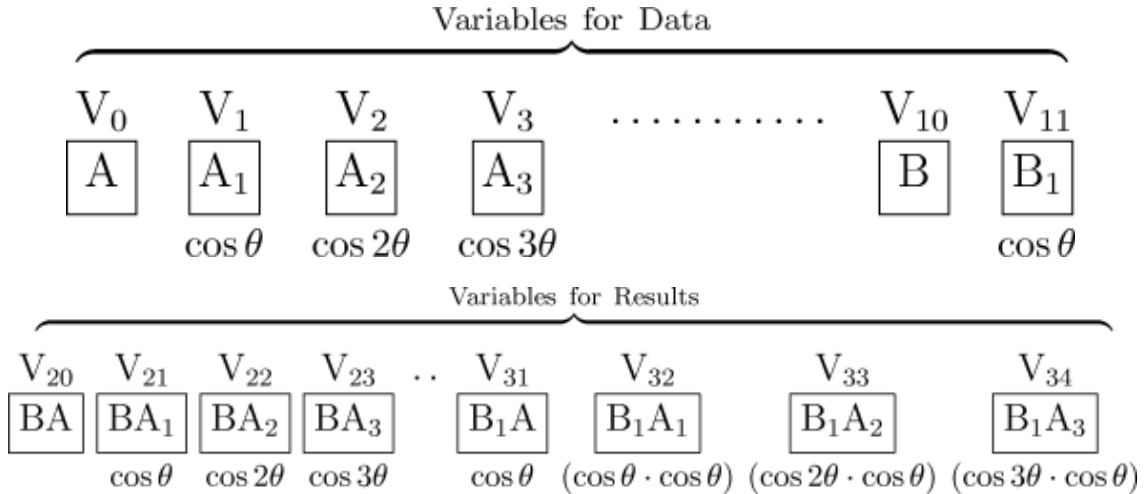 Variables for Data
V₀ V₁ V₂ V₃ ........... V₁₀ V₁₁
A A₁ A₂ A₃ B B₁
cos θ cos 2θ cos 3θ cos θ
Variables for Results
V₂₀ V₂₁ V₂₂ V₂₃ .. V₃₁ V₃₂ V₃₃ V₃₄
BA BA₁ BA₂ BA₃ B₁A B₁A₁ B₁A₂ B₁A₃
cos θ cos 2θ cos 3θ cos θ (cos θ · cos θ) (cos 2θ · cos θ) (cos 3θ · cos θ)